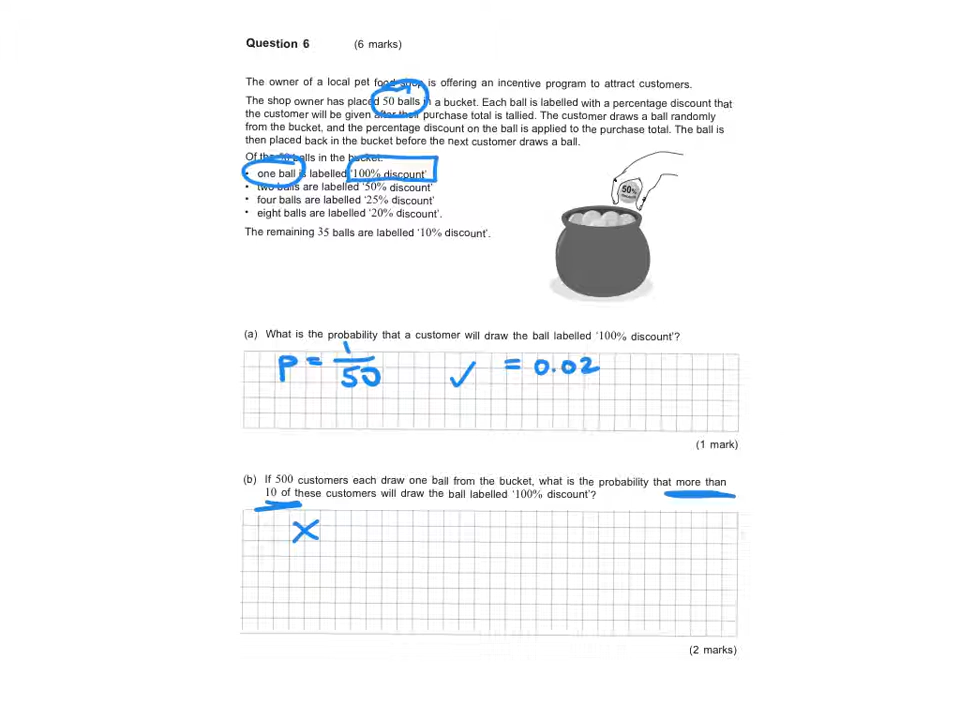 Question 6 (6 marks)
The owner of a local pet food shop is offering an incentive program to attract customers.
The shop owner has placed 50 balls in a bucket. Each ball is labelled with a percentage discount that
the customer will be given after their purchase total is tallied. The customer draws a ball randomly
from the bucket, and the percentage discount on the ball is applied to the purchase total. The ball is
then placed back in the bucket before the next customer draws a ball.
Of the 50 balls in the bucket:
• one ball is labelled '100% discount'
• two balls are labelled '50% discount'
• four balls are labelled '25% discount'
• eight balls are labelled '20% discount'.
50%
The remaining 35 balls are labelled '10% discount'.
(a) What is the probability that a customer will draw the ball labelled '100% discount'?
P = 1/50 ✓ = 0.02
(1 mark)
(b) If 500 customers each draw one ball from the bucket, what is the probability that more than
10 of these customers will draw the ball labelled '100% discount'?
X
(2 marks)